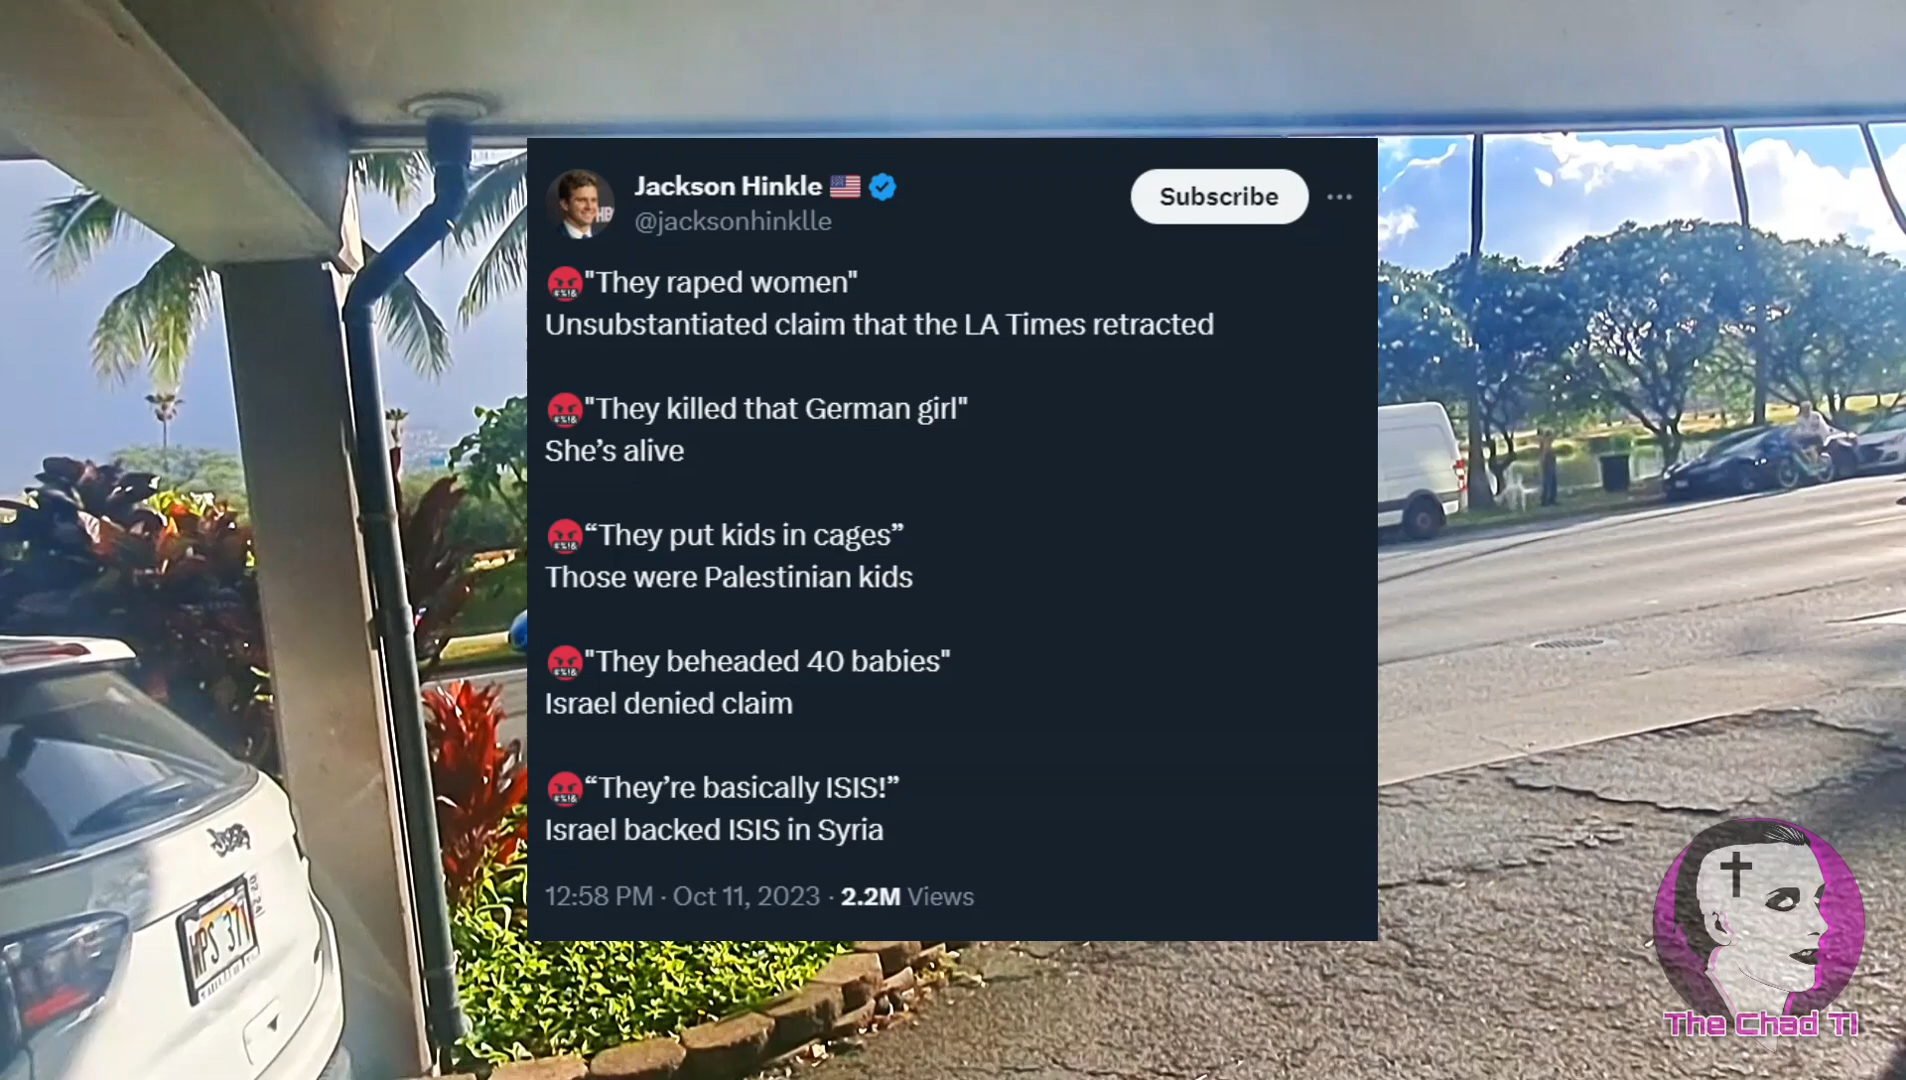 Jackson Hinkle 🇺🇸
@jacksonhinklle
Subscribe
🤬"They raped women"
Unsubstantiated claim that the LA Times retracted
🤬"They killed that German girl"
She’s alive
🤬“They put kids in cages”
Those were Palestinian kids
🤬"They beheaded 40 babies"
Israel denied claim
🤬“They’re basically ISIS!”
Israel backed ISIS in Syria
12:58 PM · Oct 11, 2023 · 2.2M Views
Jeep
The Chad TI